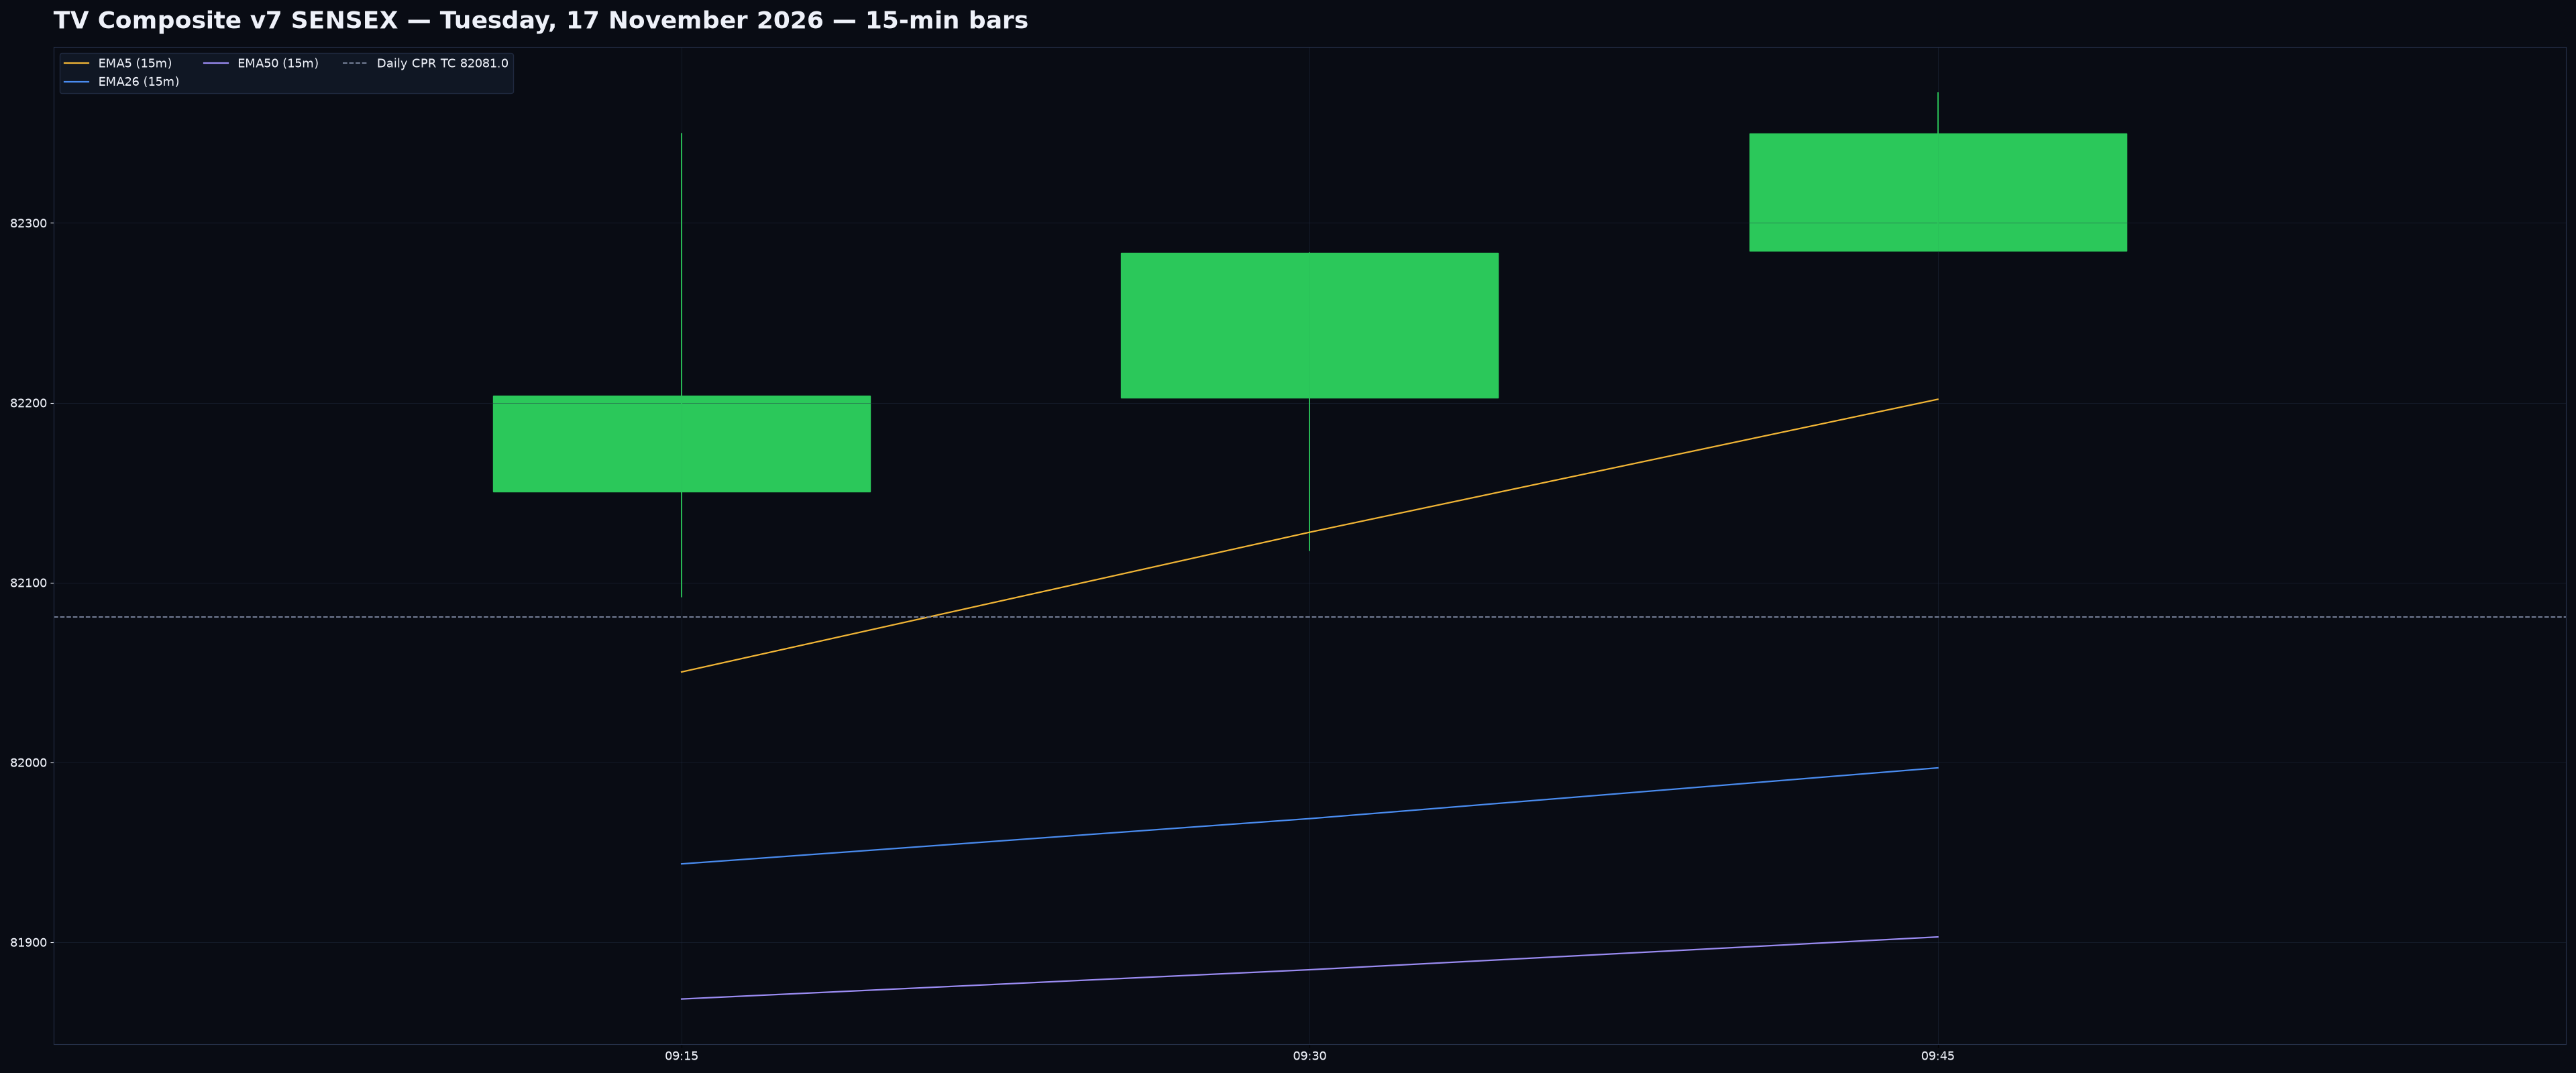 TV Composite v7 SENSEX — Tuesday, 17 November 2026 — 15-min bars
EMA5 (15m) EMA50 (15m) Daily CPR TC 82081.0
EMA26 (15m)
82300
82200
82100
82000
81900
09:15 09:30 09:45